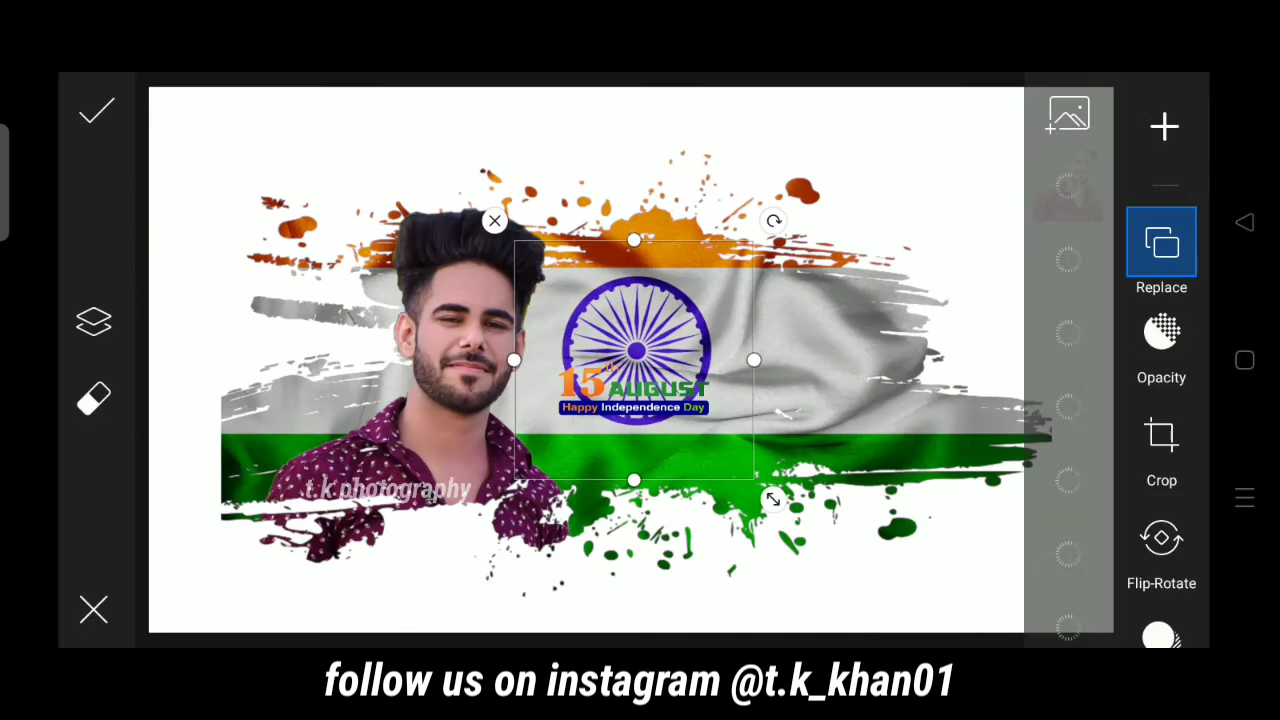 Replace
Opacity
15th AUGUST
Happy Independence Day
Crop
t.k.photography
Flip-Rotate
follow us on instagram @t.k_khan01